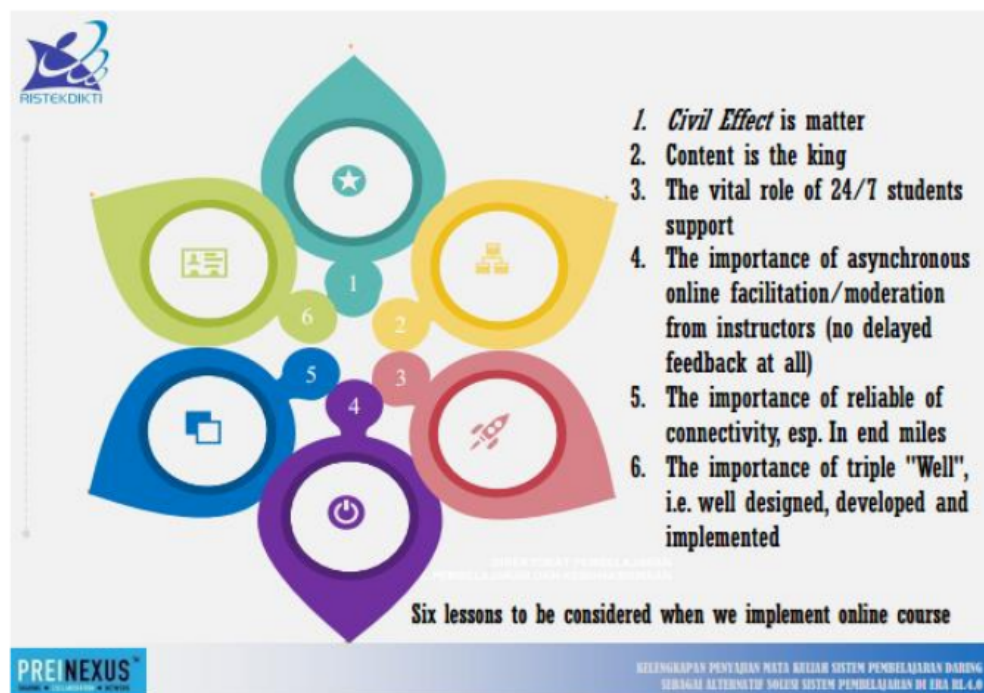 RISTEKDIKTI
1
2
3
4
5
6
1. Civil Effect is matter
2. Content is the king
3. The vital role of 24/7 students
support
4. The importance of asynchronous
online facilitation/moderation
from instructors (no delayed
feedback at all)
5. The importance of reliable of
connectivity, esp. In end miles
6. The importance of triple "Well",
i.e. well designed, developed and
implemented
Six lessons to be considered when we implement online course
PREINEXUS™
KELENGKAPAN PENYAJIAN MATA KULIAH SISTEM PEMBELAJARAN DARING
SEBAGAI ALTERNATIF SOLUSI SISTEM PEMBELAJARAN DI ERA RI.4.0